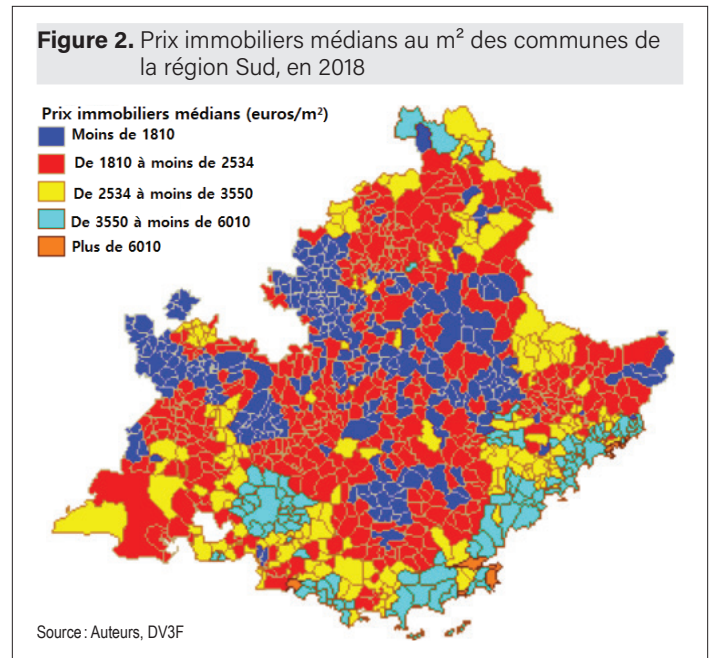 Figure 2. Prix immobiliers médians au m² des communes de
la région Sud, en 2018
Prix immobiliers médians (euros/m²)
Moins de 1810
De 1810 à moins de 2534
De 2534 à moins de 3550
De 3550 à moins de 6010
Plus de 6010
Source : Auteurs, DV3F